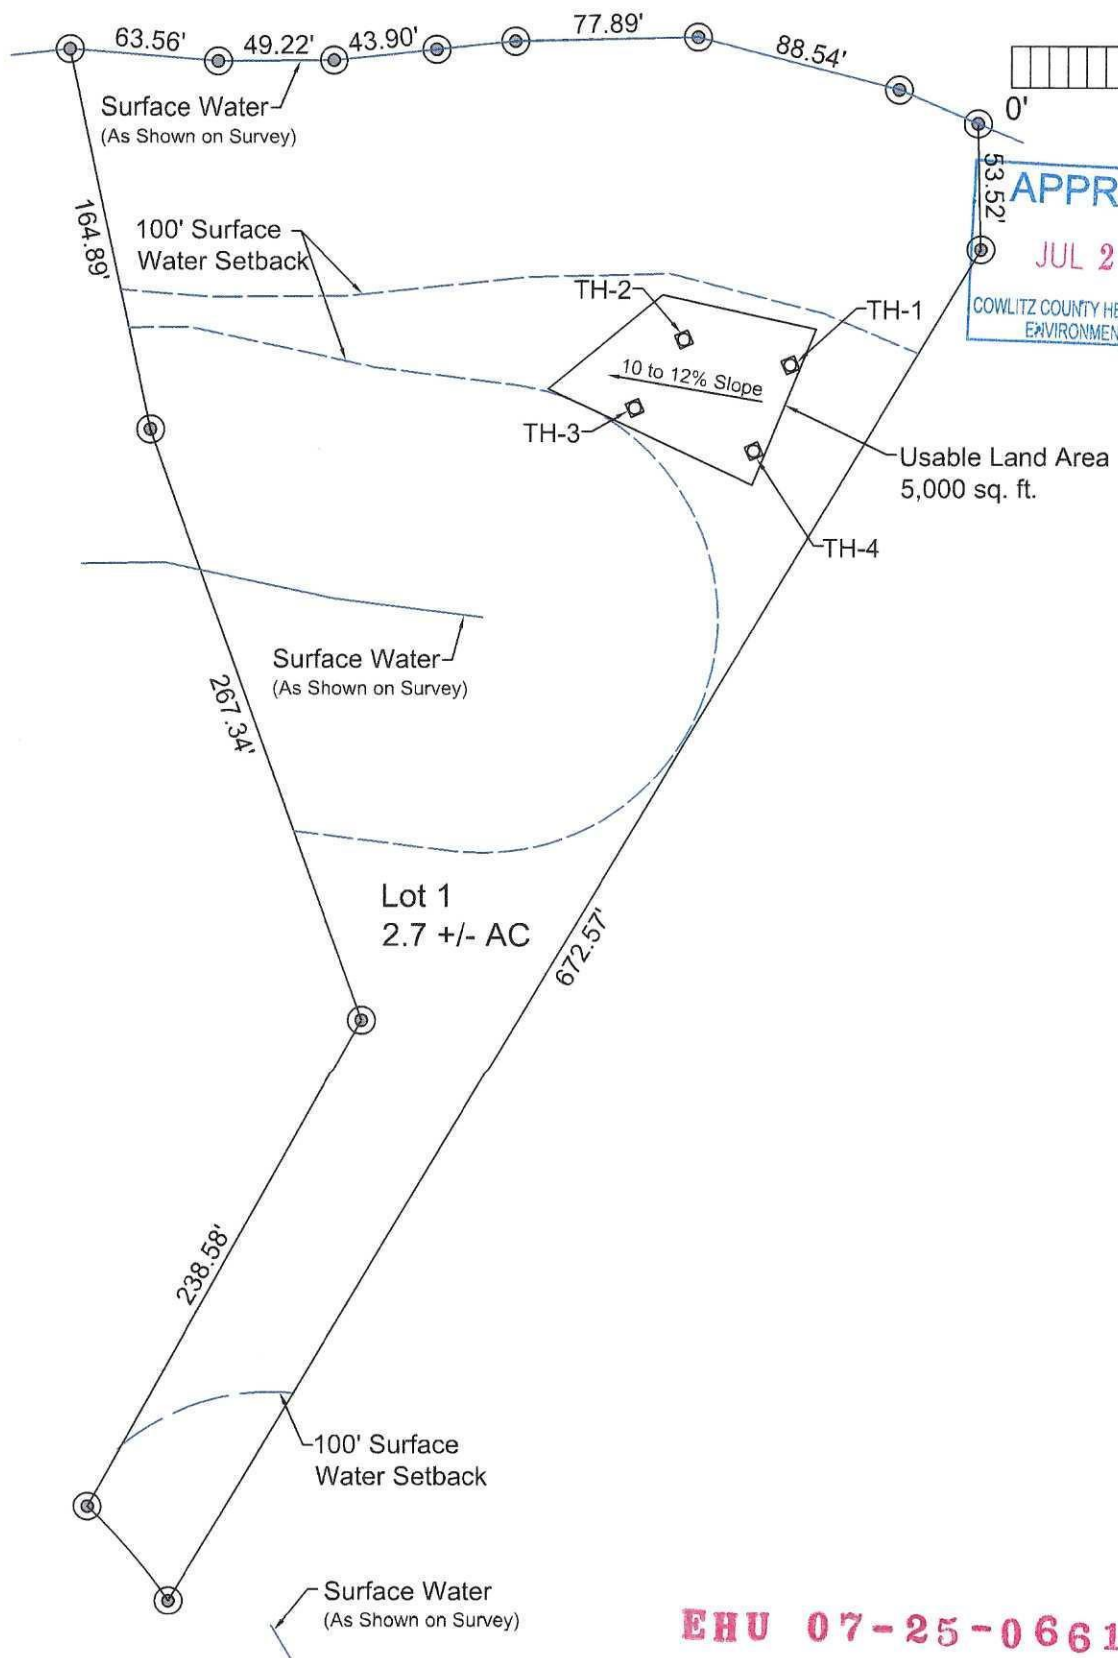 63.56'
49.22'
43.90'
77.89'
88.54'
0'
Surface Water
(As Shown on Survey)
53.52'
164.89'
JUL 2
100' Surface
Water Setback
TH-2
TH-1
COWLITZ COUNTY
10 to 12% Slope
TH-3
Usable Land Area
5,000 sq. ft.
TH-4
Surface Water
(As Shown on Survey)
267.34'
Lot 1
2.7 +/- AC
672.57'
238.58'
100' Surface
Water Setback
Surface Water
(As Shown on Survey)
EHU 07-25-0661